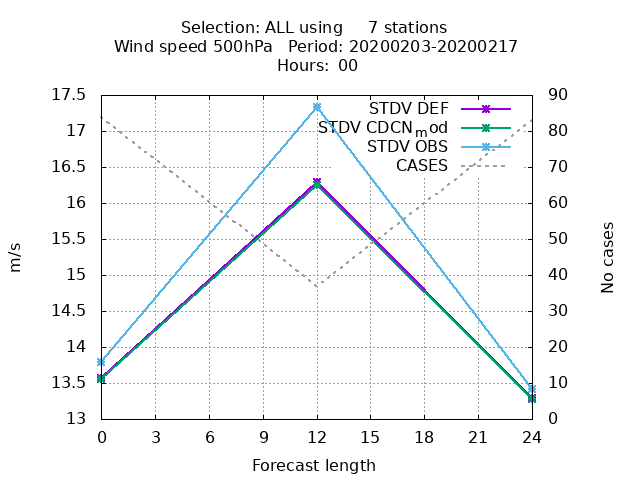 Selection: ALL using     7 stations
Wind speed 500hPa   Period: 20200203-20200217
Hours:  00
STDV DEF
STDV CDCN_mod
STDV OBS
CASES
17.5
17
16.5
16
15.5
15
14.5
14
13.5
13
m/s
90
80
70
60
50
40
30
20
10
0
No cases
0 3 6 9 12 15 18 21 24
Forecast length